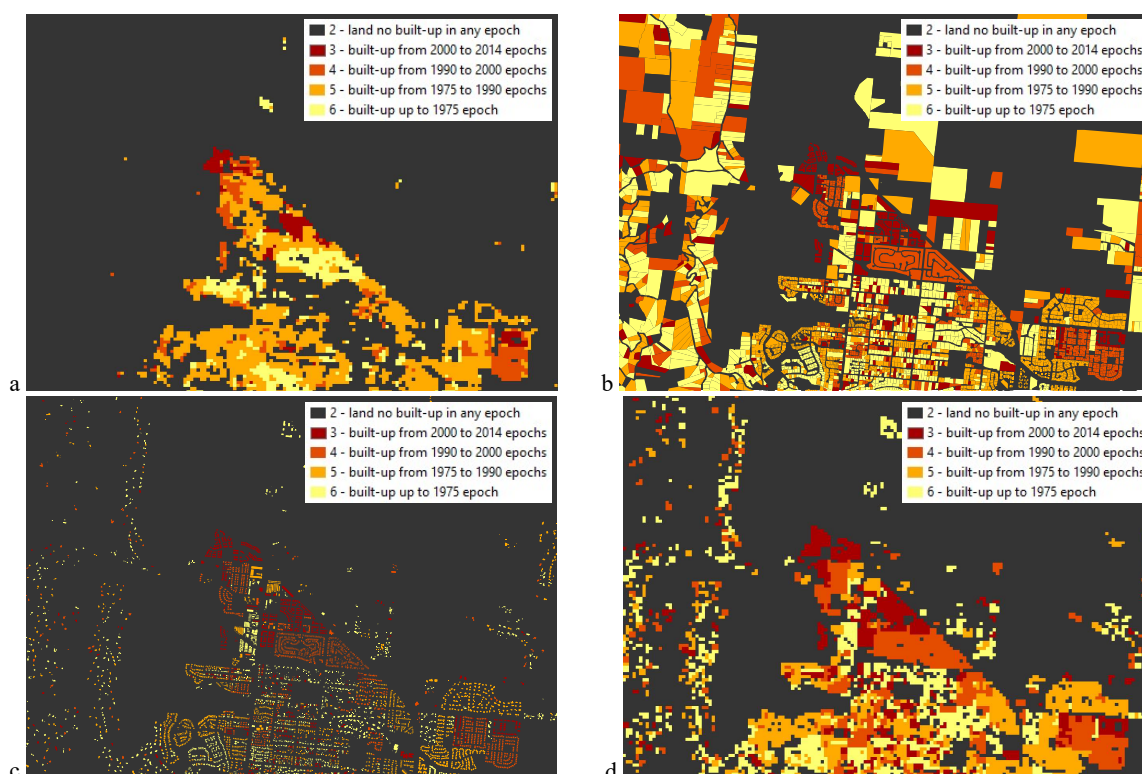 2 - land no built-up in any epoch
3 - built-up from 2000 to 2014 epochs
4 - built-up from 1990 to 2000 epochs
5 - built-up from 1975 to 1990 epochs
6 - built-up up to 1975 epoch
a
2 - land no built-up in any epoch
3 - built-up from 2000 to 2014 epochs
4 - built-up from 1990 to 2000 epochs
5 - built-up from 1975 to 1990 epochs
6 - built-up up to 1975 epoch
b
2 - land no built-up in any epoch
3 - built-up from 2000 to 2014 epochs
4 - built-up from 1990 to 2000 epochs
5 - built-up from 1975 to 1990 epochs
6 - built-up up to 1975 epoch
c
2 - land no built-up in any epoch
3 - built-up from 2000 to 2014 epochs
4 - built-up from 1990 to 2000 epochs
5 - built-up from 1975 to 1990 epochs
6 - built-up up to 1975 epoch
d